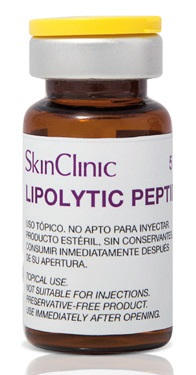 SkinClinic 5
LIPOLYTIC PEPTI
USO TÓPICO. NO APTO PARA INYECTAR.
PRODUCTO ESTÉRIL, SIN CONSERVANTES
CONSUMIR INMEDIATAMENTE DESPUÉS
DE SU APERTURA.
TOPICAL USE.
NOT SUITABLE FOR INJECTIONS.
PRESERVATIVE-FREE PRODUCT.
USE IMMEDIATELY AFTER OPENING.